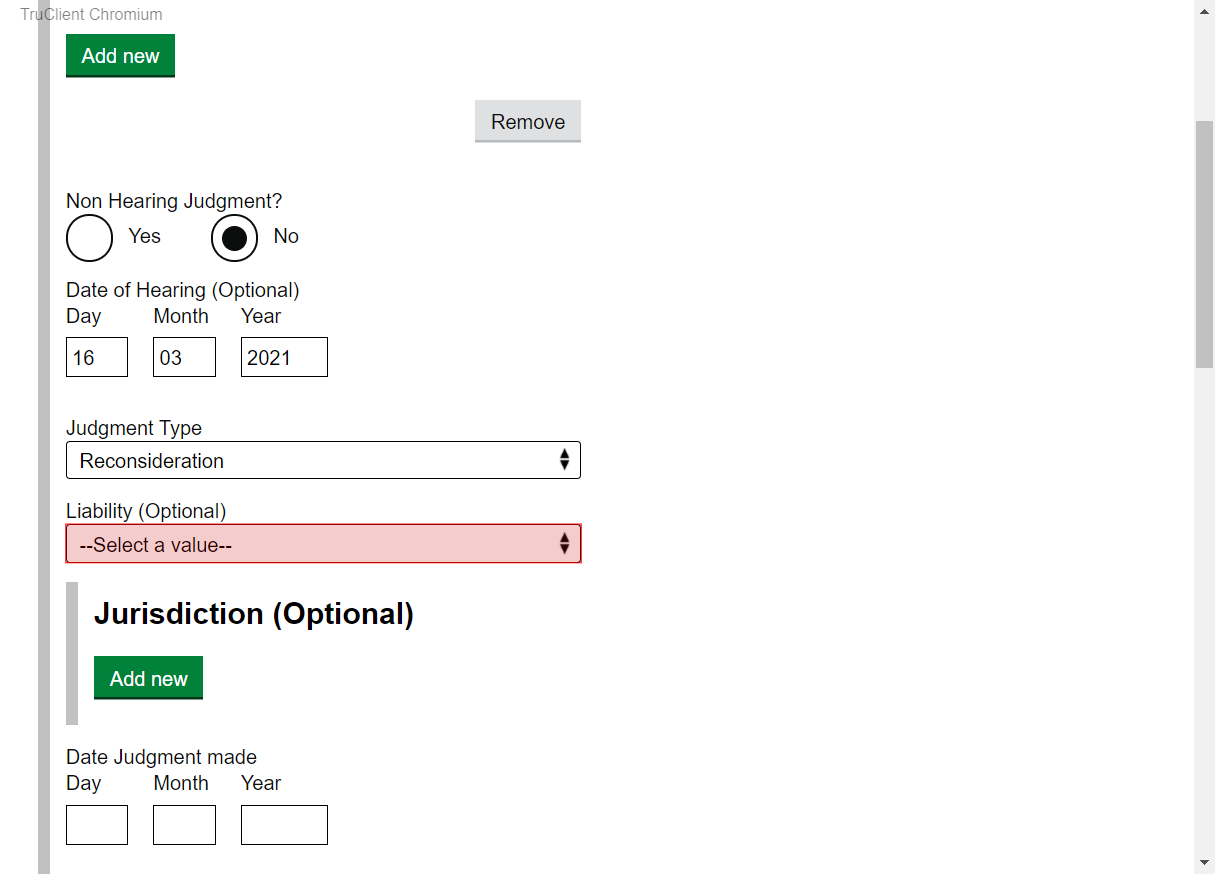 TruClient Chromium
Add new
Remove
Non Hearing Judgment?
Yes No
Date of Hearing (Optional)
Day Month Year
16 03 2021
Judgment Type
Reconsideration
Liability (Optional)
--Select a value--
Jurisdiction (Optional)
Add new
Date Judgment made
Day Month Year